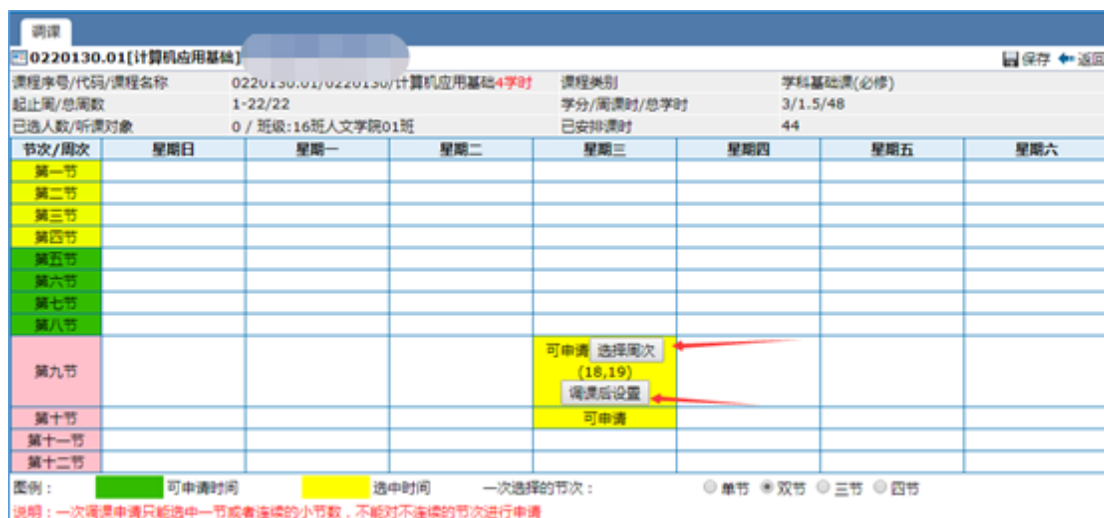 调课
0220130.01[计算机应用基础]
保存 返回
课程序号/代码/课程名称 0220130.01/0220130/计算机应用基础4学时 课程类别 学科基础课(必修)
起止周/总周数 1-22/22 学分/周课时/总学时 3/1.5/48
已选人数/听课对象 0 / 班级:16班人文学院01班 已安排课时 44
节次/周次 星期日 星期一 星期二 星期三 星期四 星期五 星期六
第一节
第二节
第三节
第四节
第五节
第六节
第七节
第八节
第九节 可申请 选择周次
(18,19)
调课后设置
第十节 可申请
第十一节
第十二节
图例： 可申请时间 选中时间 一次选择的节次： 单节 双节 三节 四节
说明：一次调课申请只能选中一节或者连续的小节数，不能对不连续的节次进行申请